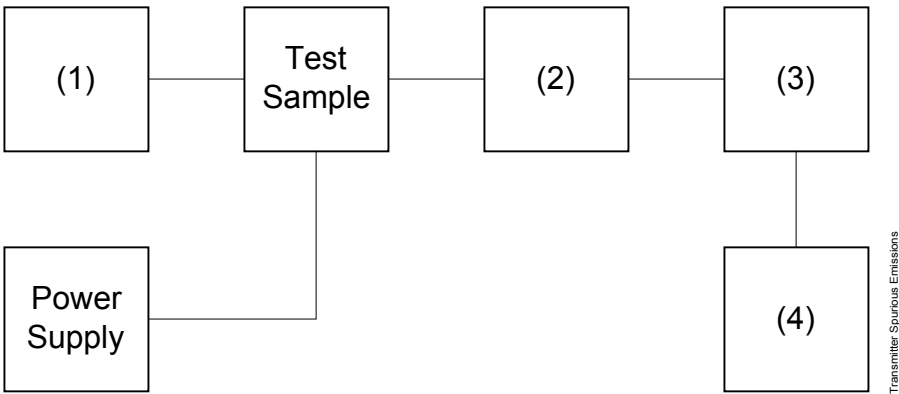 (1)
Test
Sample
(2)
(3)
Power
Supply
(4)
Transmitter Spurious Emissions